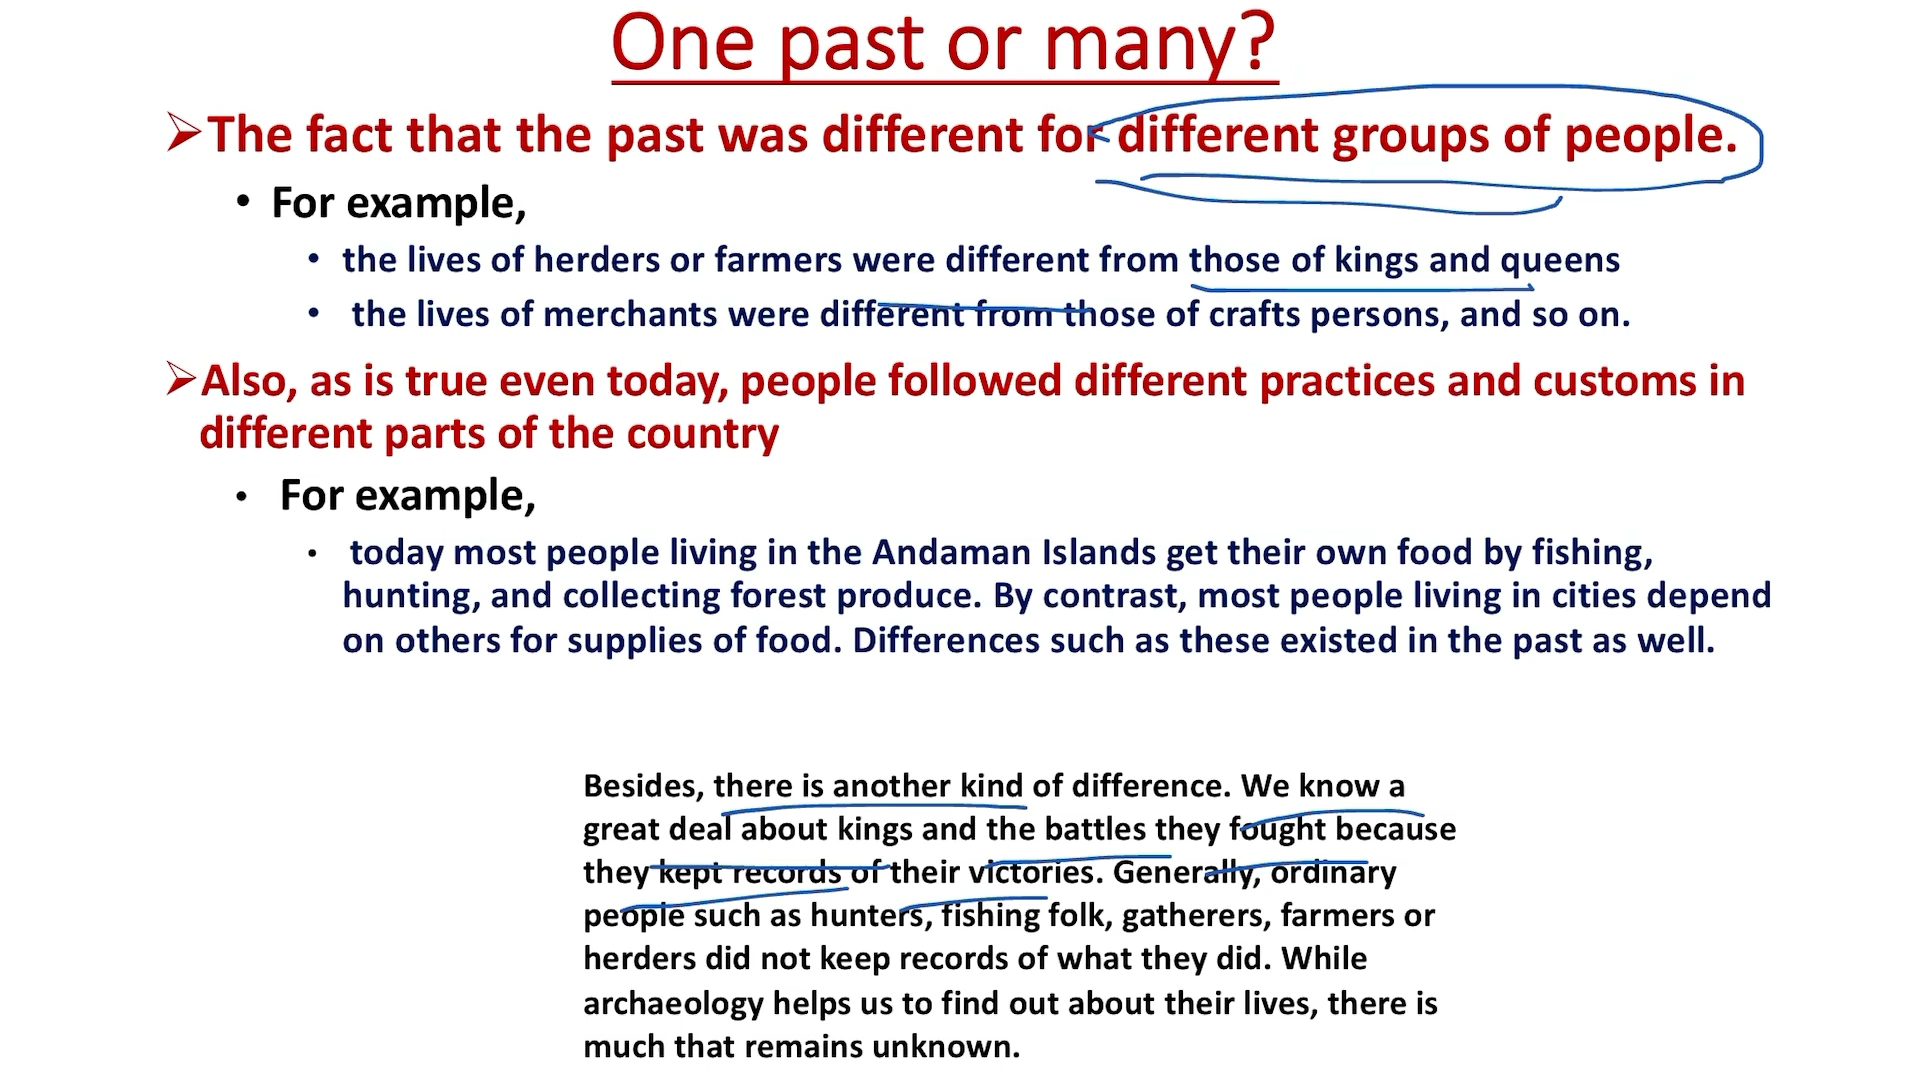 One past or many?
➢The fact that the past was different for different groups of people.
• For example,
• the lives of herders or farmers were different from those of kings and queens
• the lives of merchants were different from those of crafts persons, and so on.
➢Also, as is true even today, people followed different practices and customs in
different parts of the country
• For example,
• today most people living in the Andaman Islands get their own food by fishing,
hunting, and collecting forest produce. By contrast, most people living in cities depend
on others for supplies of food. Differences such as these existed in the past as well.
Besides, there is another kind of difference. We know a
great deal about kings and the battles they fought because
they kept records of their victories. Generally, ordinary
people such as hunters, fishing folk, gatherers, farmers or
herders did not keep records of what they did. While
archaeology helps us to find out about their lives, there is
much that remains unknown.